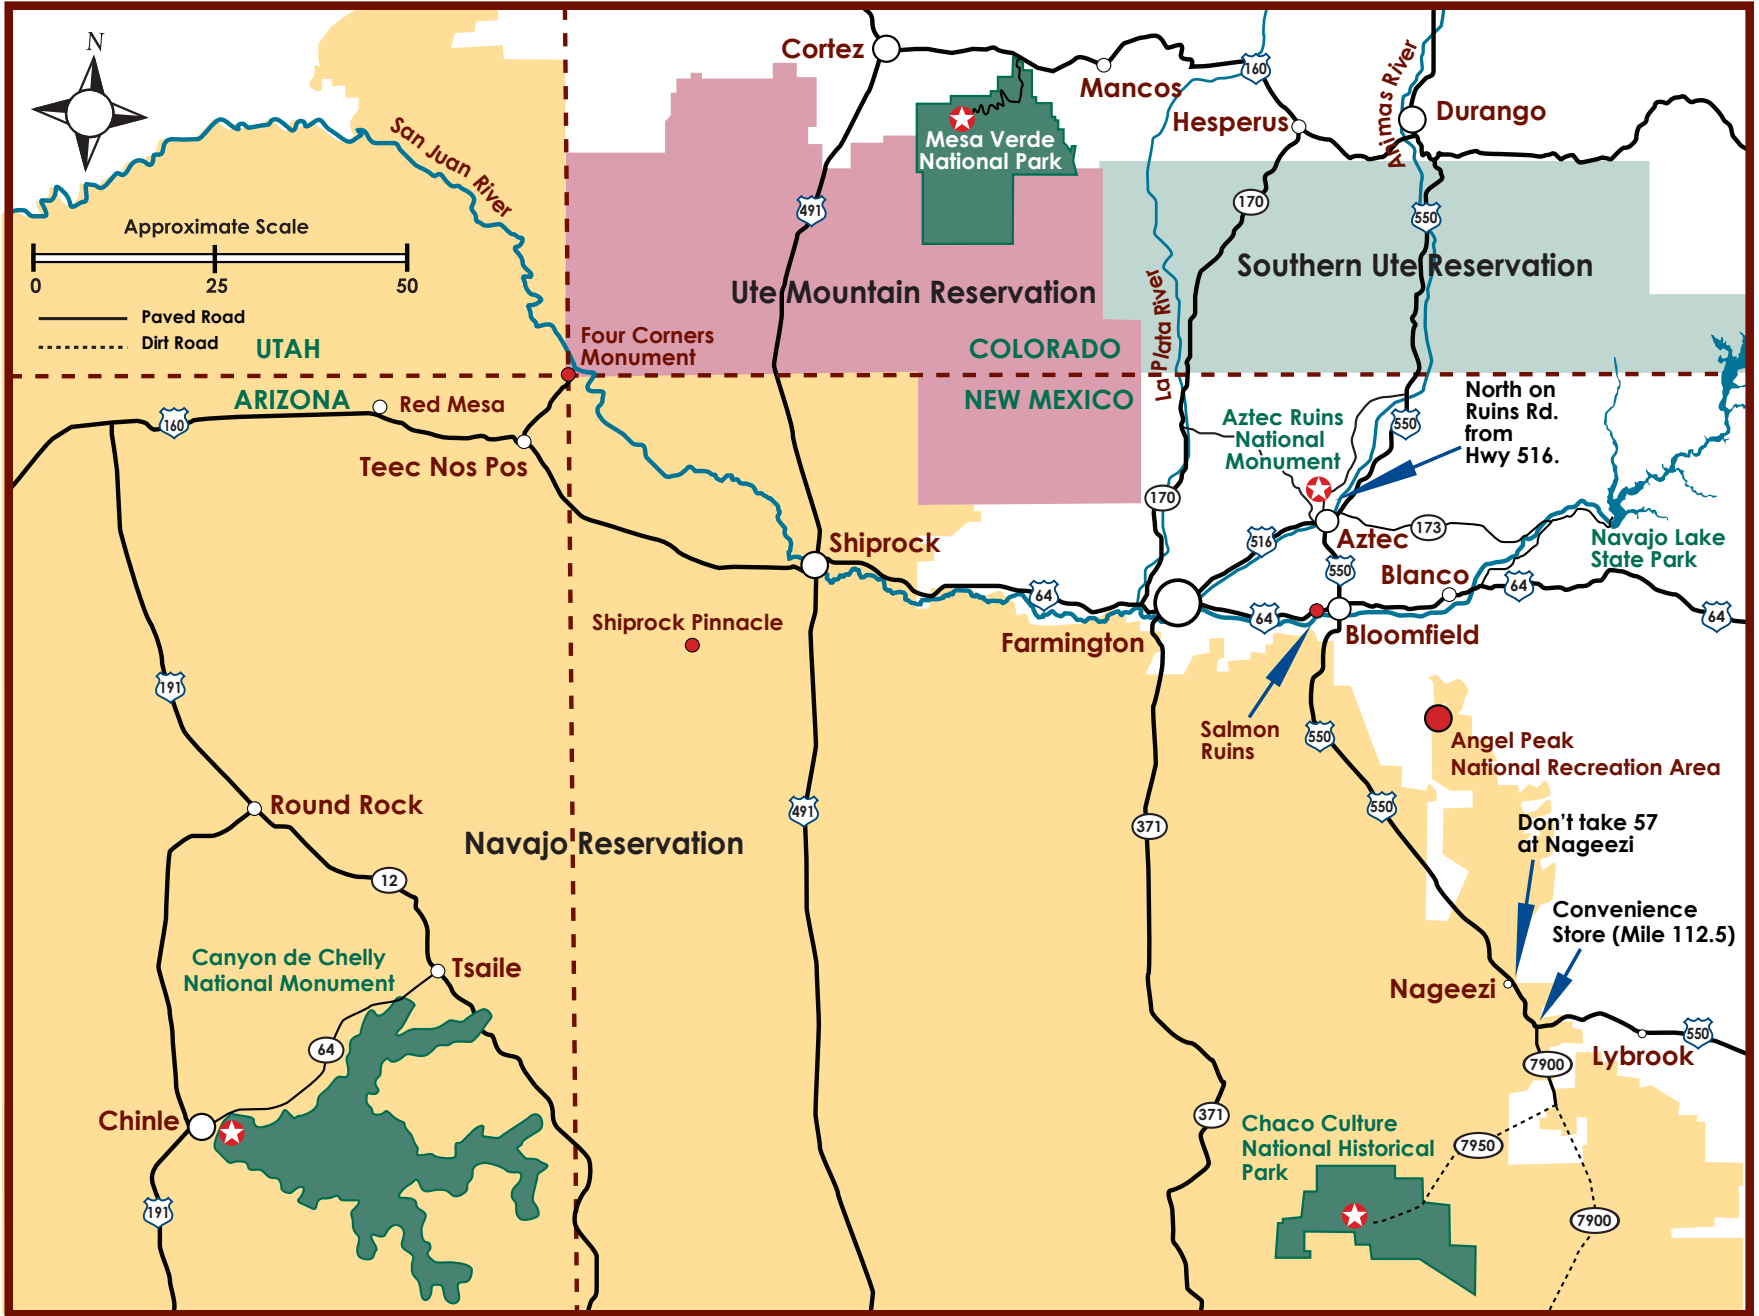 N
Cortez
Mancos
160
Hesperus
Animas River
Durango
San Juan River
Mesa Verde
National Park
491
170
550
Approximate Scale
0 25 50
Paved Road
Dirt Road
Ute Mountain Reservation
Southern Ute Reservation
La Plata River
UTAH
Four Corners
Monument
COLORADO
ARIZONA
NEW MEXICO
160
Red Mesa
Teec Nos Pos
Aztec Ruins
National
Monument
550
North on
Ruins Rd.
from
Hwy 516.
170
516
Aztec
173
Navajo Lake
State Park
Shiprock
550
Blanco
64
64
64
64
Farmington
Bloomfield
Shiprock Pinnacle
191
Salmon
Ruins
550
Angel Peak
National Recreation Area
Round Rock
491
371
550
Don't take 57
at Nageezi
Navajo Reservation
12
Convenience
Store (Mile 112.5)
Canyon de Chelly
National Monument
Tsaile
Nageezi
550
Lybrook
64
7900
Chinle
371
Chaco Culture
National Historical
Park
7950
191
7900